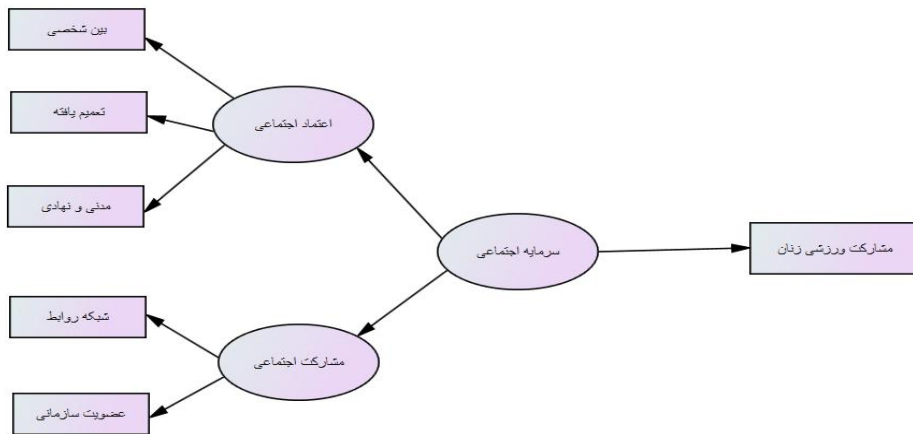 بین شخصی
تعمیم یافته
اعتماد اجتماعی
مدنی و نهادی
سرمایه اجتماعی
مشارکت ورزشی زنان
شبکه روابط
مشارکت اجتماعی
عضویت سازمانی